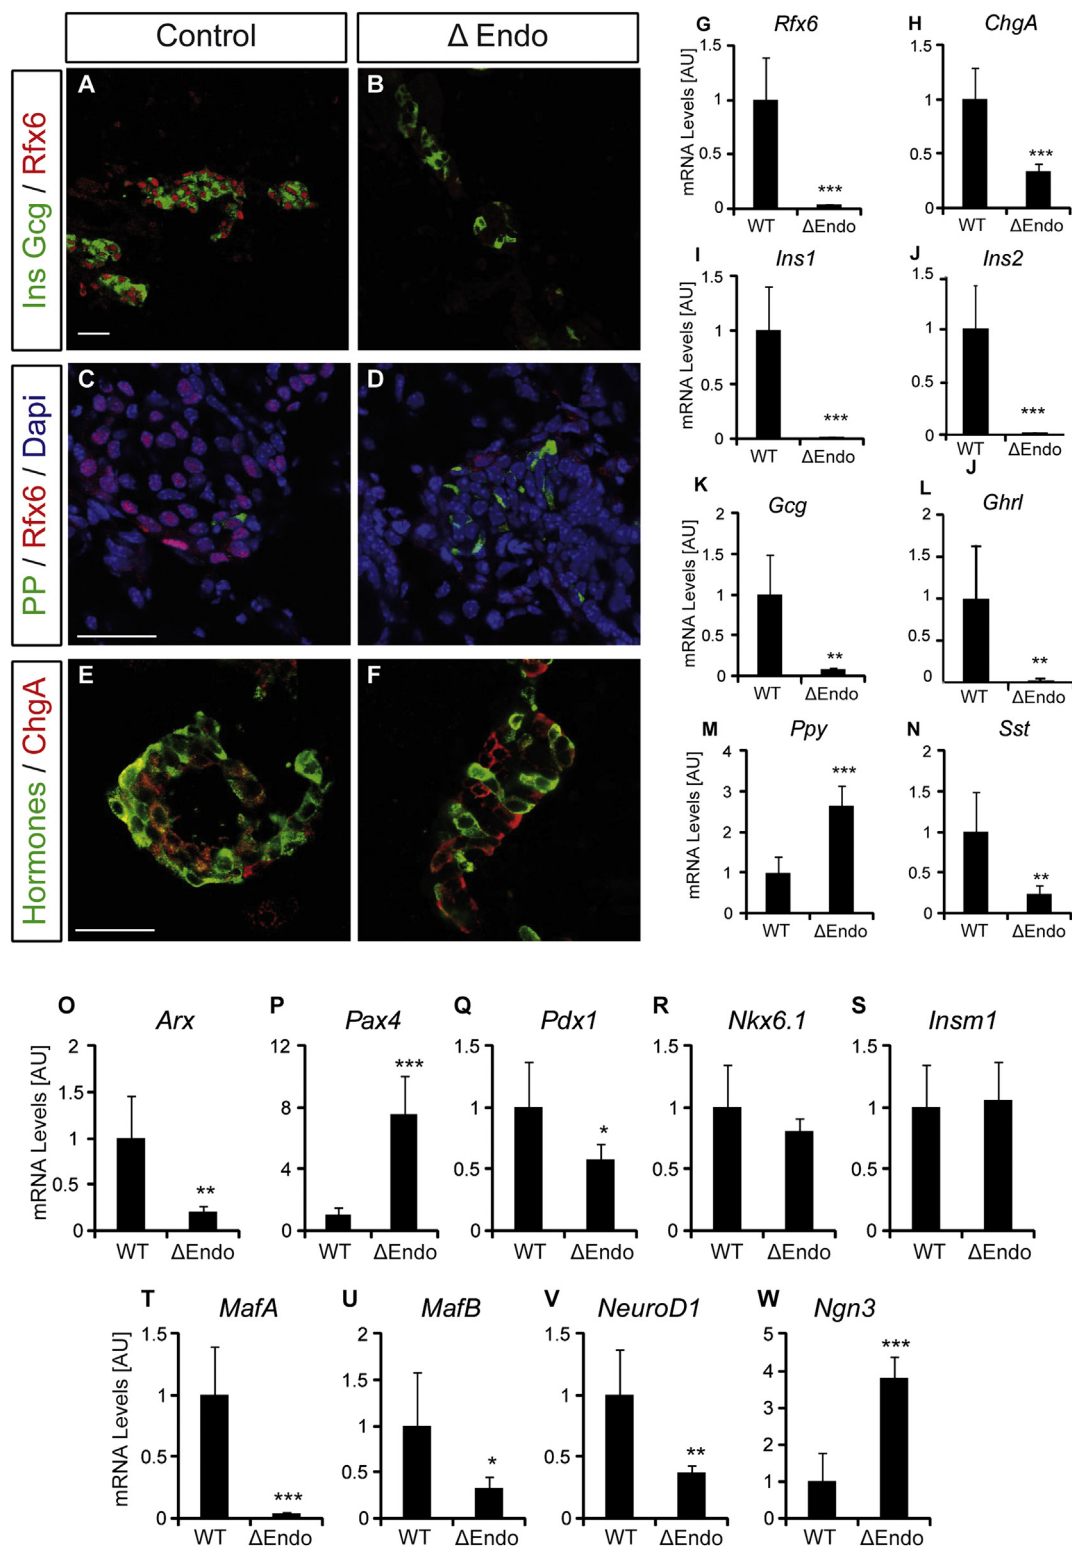 Control
Δ Endo
Ins Gcg / Rfx6
A
B
PP / Rfx6 / Dapi
C
D
Hormones / ChgA
E
F
G
Rfx6
mRNA Levels [AU]
1.5
1
0.5
0
***
WT
ΔEndo
H
ChgA
1.5
1
0.5
0
***
WT
ΔEndo
I
Ins1
mRNA Levels [AU]
1.5
1
0.5
0
***
WT
ΔEndo
J
Ins2
1.5
1
0.5
0
***
WT
ΔEndo
J
K
Gcg
mRNA Levels [AU]
2
1.5
1
0.5
0
**
WT
ΔEndo
L
Ghrl
2
1.5
1
0.5
0
**
WT
ΔEndo
M
Ppy
mRNA Levels [AU]
4
3
2
1
0
***
WT
ΔEndo
N
Sst
2
1.5
1
0.5
0
**
WT
ΔEndo
O
Arx
mRNA Levels [AU]
2
1.5
1
0.5
0
**
WT
ΔEndo
P
Pax4
12
8
4
0
***
WT
ΔEndo
Q
Pdx1
1.5
1
0.5
0
*
WT
ΔEndo
R
Nkx6.1
1.5
1
0.5
0
WT
ΔEndo
S
Insm1
1.5
1
0.5
0
WT
ΔEndo
T
MafA
mRNA Levels [AU]
1.5
1
0.5
0
***
WT
ΔEndo
U
MafB
2
1.5
1
0.5
0
*
WT
ΔEndo
V
NeuroD1
1.5
1
0.5
0
**
WT
ΔEndo
W
Ngn3
5
4
3
2
1
0
***
WT
ΔEndo